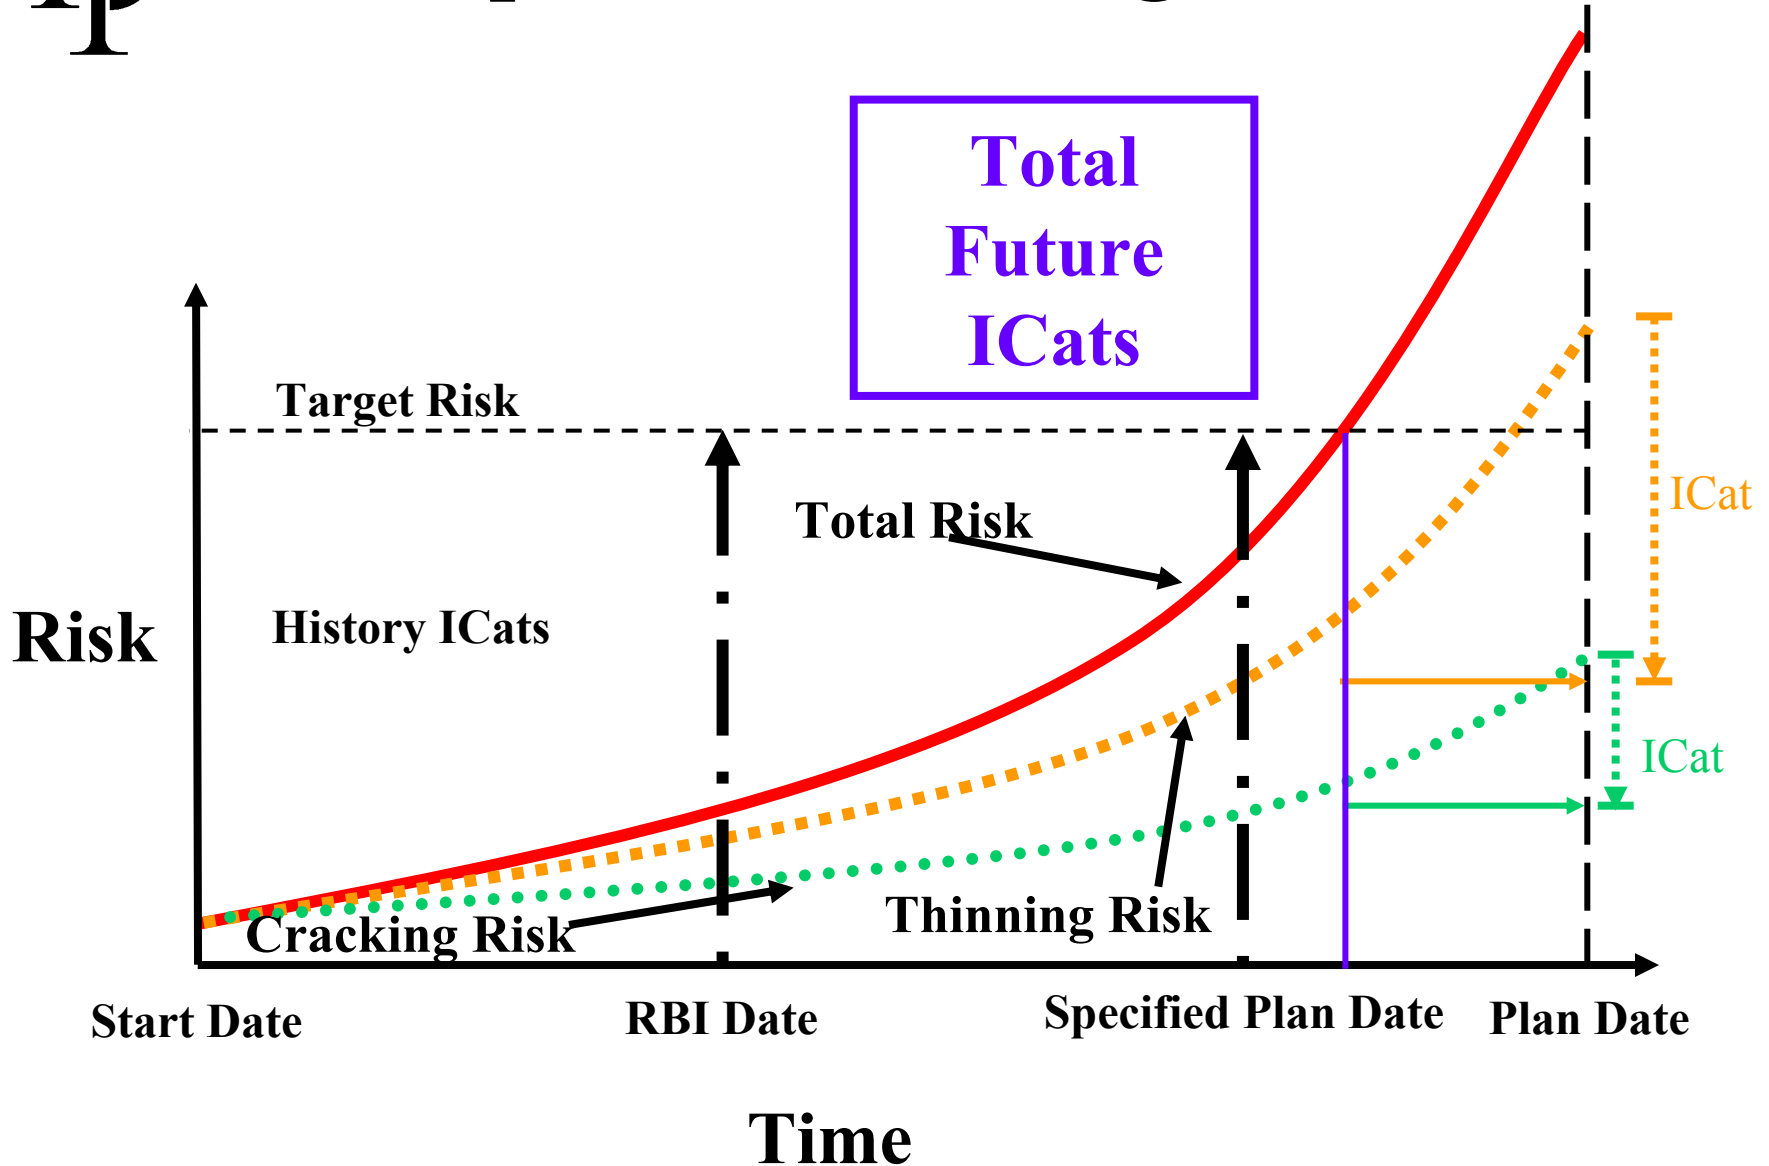 Total
Future
ICats
Target Risk
ICat
Total Risk
History ICats
Risk
ICat
Thinning Risk
Cracking Risk
Start Date
RBI Date
Specified Plan Date
Plan Date
Time